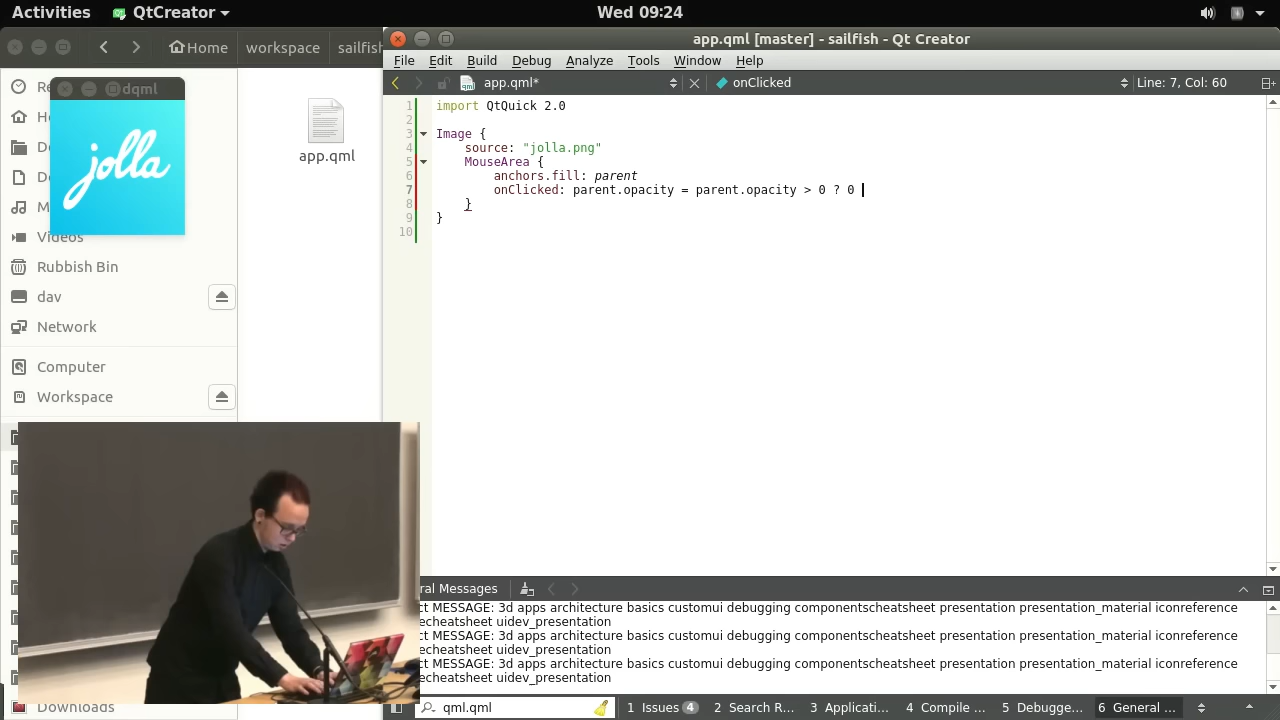 Activities QtCreator Wed 09:24
Home workspace sailfish
app.qml [master] - sailfish - Qt Creator
File Edit Build Debug Analyze Tools Window Help
app.qml* onClicked Line: 7, Col: 60
dqml
jolla
Videos
Rubbish Bin
dav
Network
Computer
Workspace
Downloads
app.qml
1 import QtQuick 2.0
2
3 Image {
4 source: "jolla.png"
5 MouseArea {
6 anchors.fill: parent
7 onClicked: parent.opacity = parent.opacity > 0 ? 0
8 }
9 }
10
ral Messages
ct MESSAGE: 3d apps architecture basics customui debugging componentscheatsheet presentation presentation_material iconreference
echeatsheet uidev_presentation
ct MESSAGE: 3d apps architecture basics customui debugging componentscheatsheet presentation presentation_material iconreference
echeatsheet uidev_presentation
ct MESSAGE: 3d apps architecture basics customui debugging componentscheatsheet presentation presentation_material iconreference
echeatsheet uidev_presentation
qml.qml 1 Issues 4 2 Search R... 3 Applicati... 4 Compile ... 5 Debugge... 6 General ...